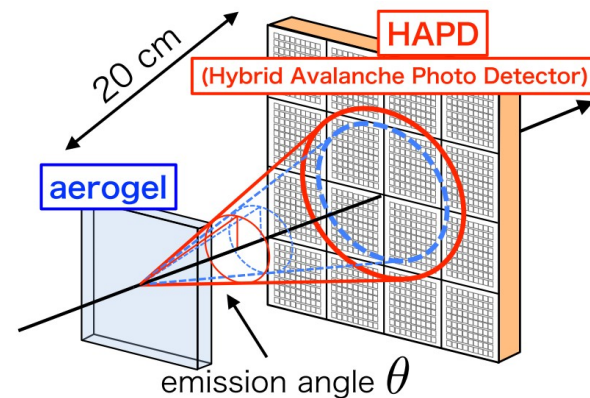 HAPD
(Hybrid Avalanche Photo Detector)
20 cm
aerogel
emission angle θ